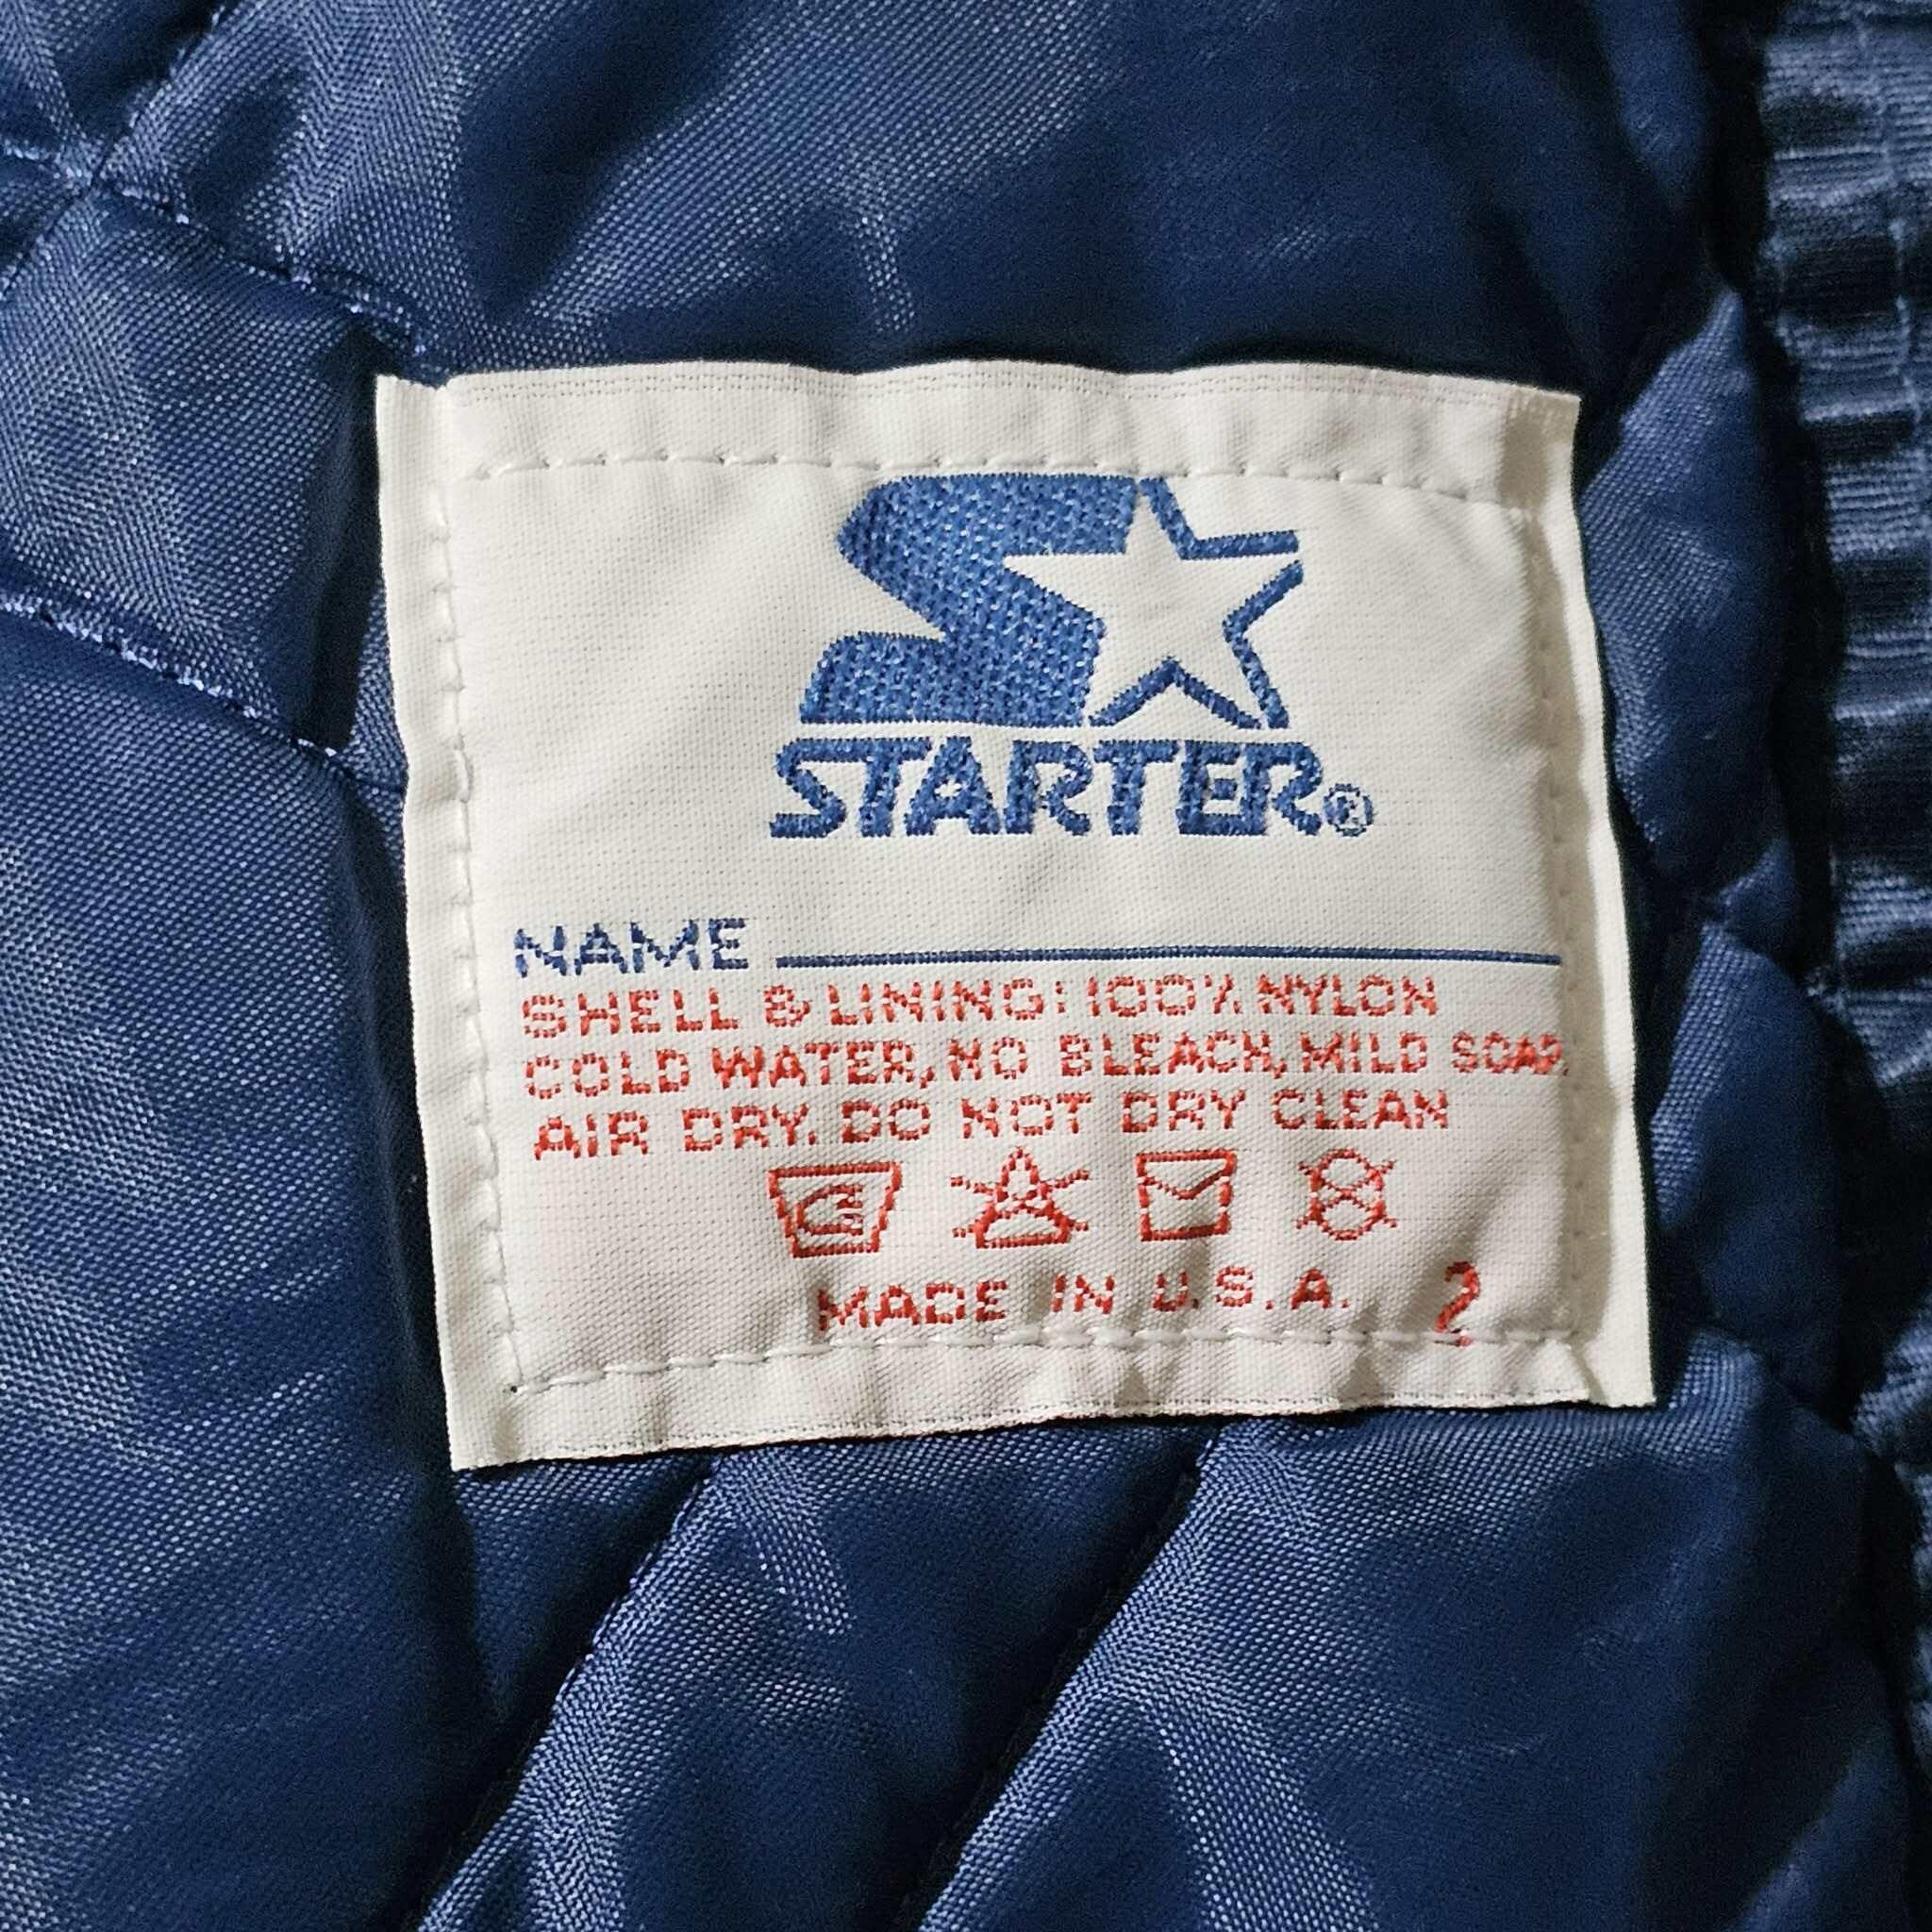 STARTER®
NAME
SHELL & LINING: 100% NYLON
COLD WATER, NO BLEACH, MILD SOAP.
AIR DRY. DO NOT DRY CLEAN
MADE IN U.S.A. 2